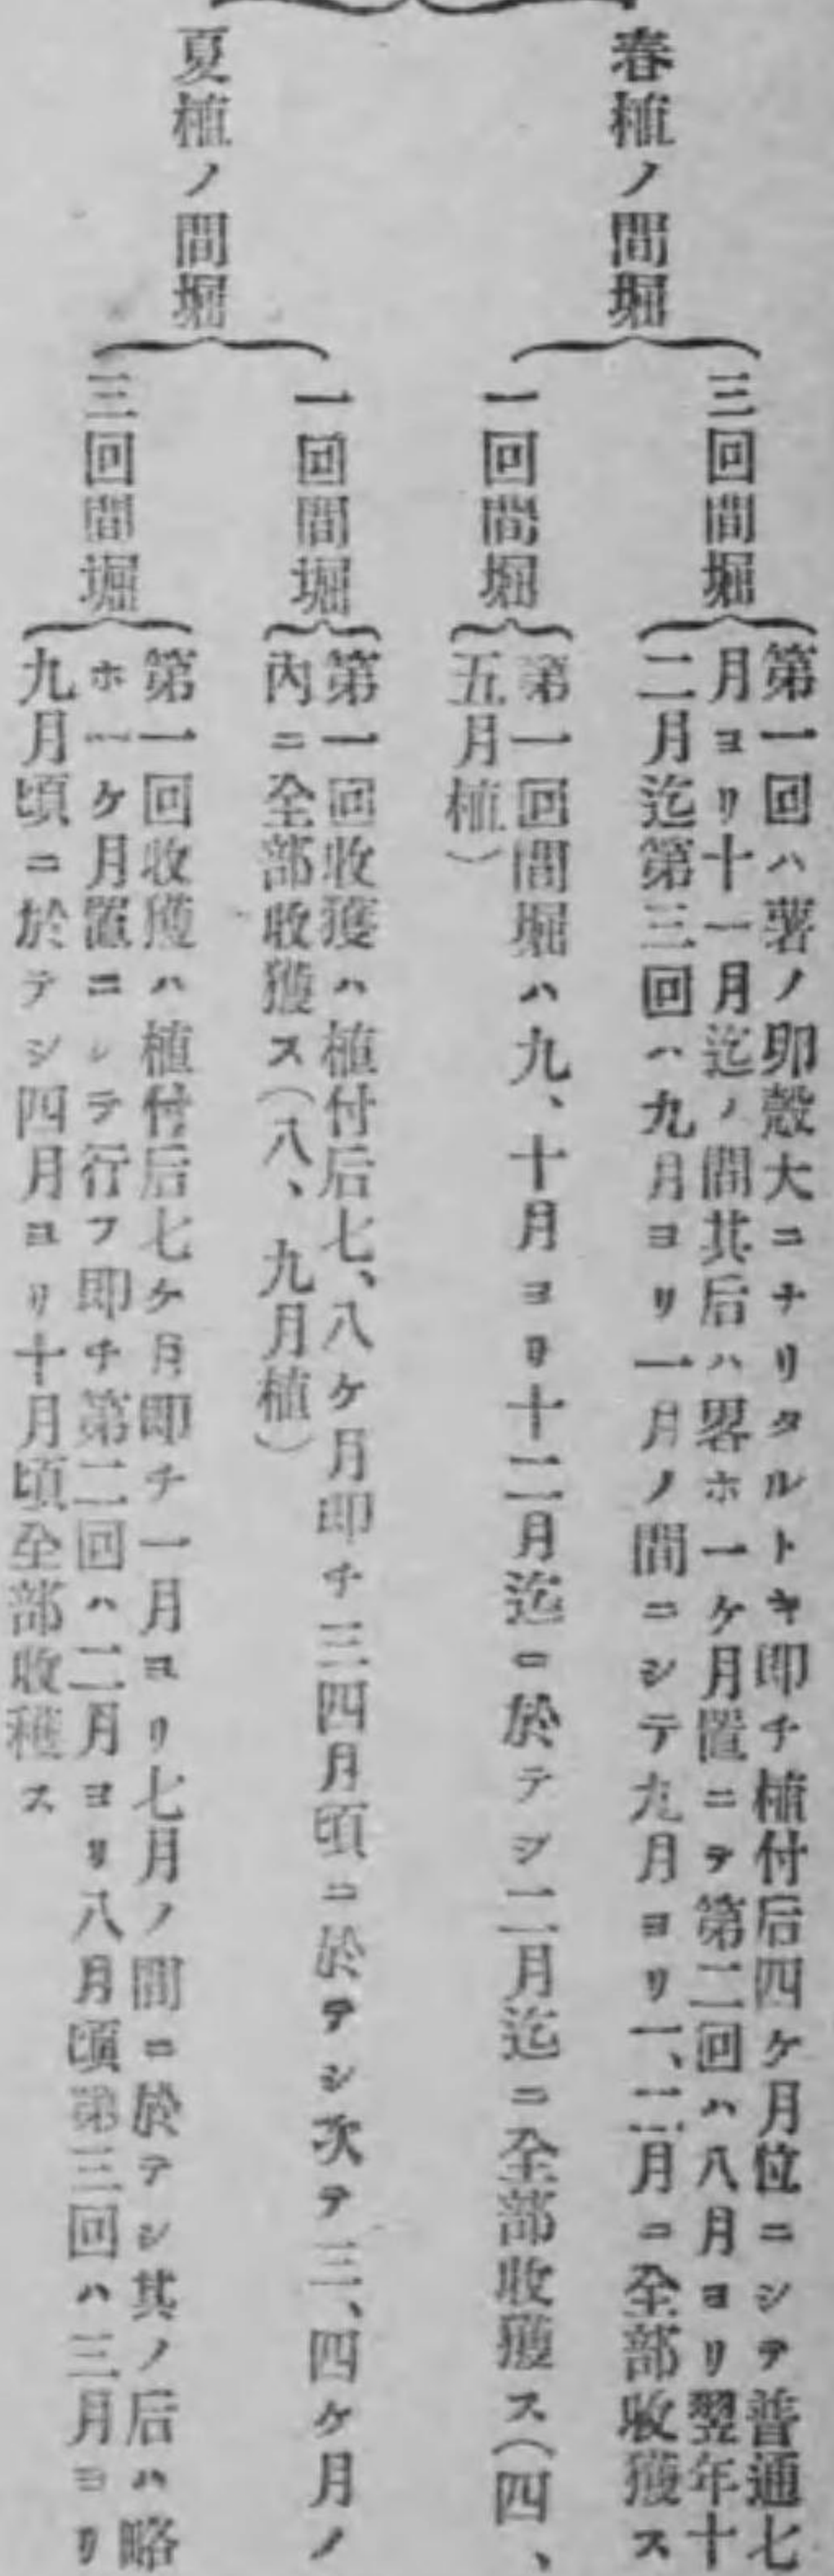 春植ノ間堀
三回間堀
第一回ハ薯ノ卵殻大ニナリタルトキ即チ植付后四ケ月位ニシテ普通七
月ヨリ十一月迄ノ間其后ハ畧ホ一ケ月置ニテ第二回ハ八月ヨリ翌年十
二月迄第三回ハ九月ヨリ一月ノ間ニシテ九月ヨリ一、二月ニ全部收獲ス
一回間堀
第一回間堀ハ九、十月ヨリ十二月迄ニ於テシ二月迄ニ全部收獲ス(四、
五月植)
夏植ノ間堀
一回間堀
第一回收獲ハ植付后七、八ケ月即チ三四月頃ニ於テシ次テ三、四ケ月ノ
內ニ全部收獲ス(八、九月植)
三回間堀
第一回收獲ハ植付后七ケ月即チ一月ヨリ七月ノ間ニ於テシ其ノ后ハ略
ホ一ケ月置ニシテ行フ即チ第二回ハ二月ヨリ八月頃第三回ハ三月ヨリ
九月頃ニ於テシ四月ヨリ十月頃全部收穫ス